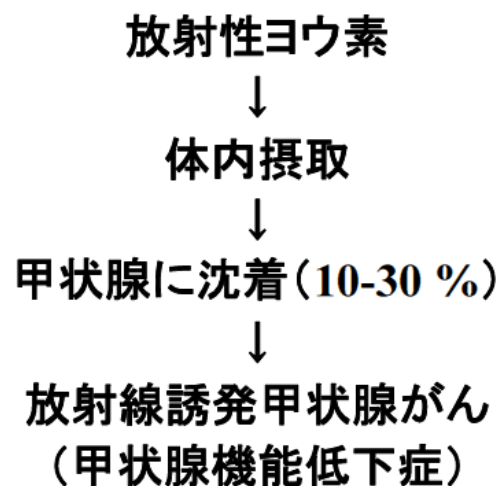 放射性ヨウ素
↓
体内摂取
↓
甲状腺に沈着（10-30 %）
↓
放射線誘発甲状腺がん
（甲状腺機能低下症）